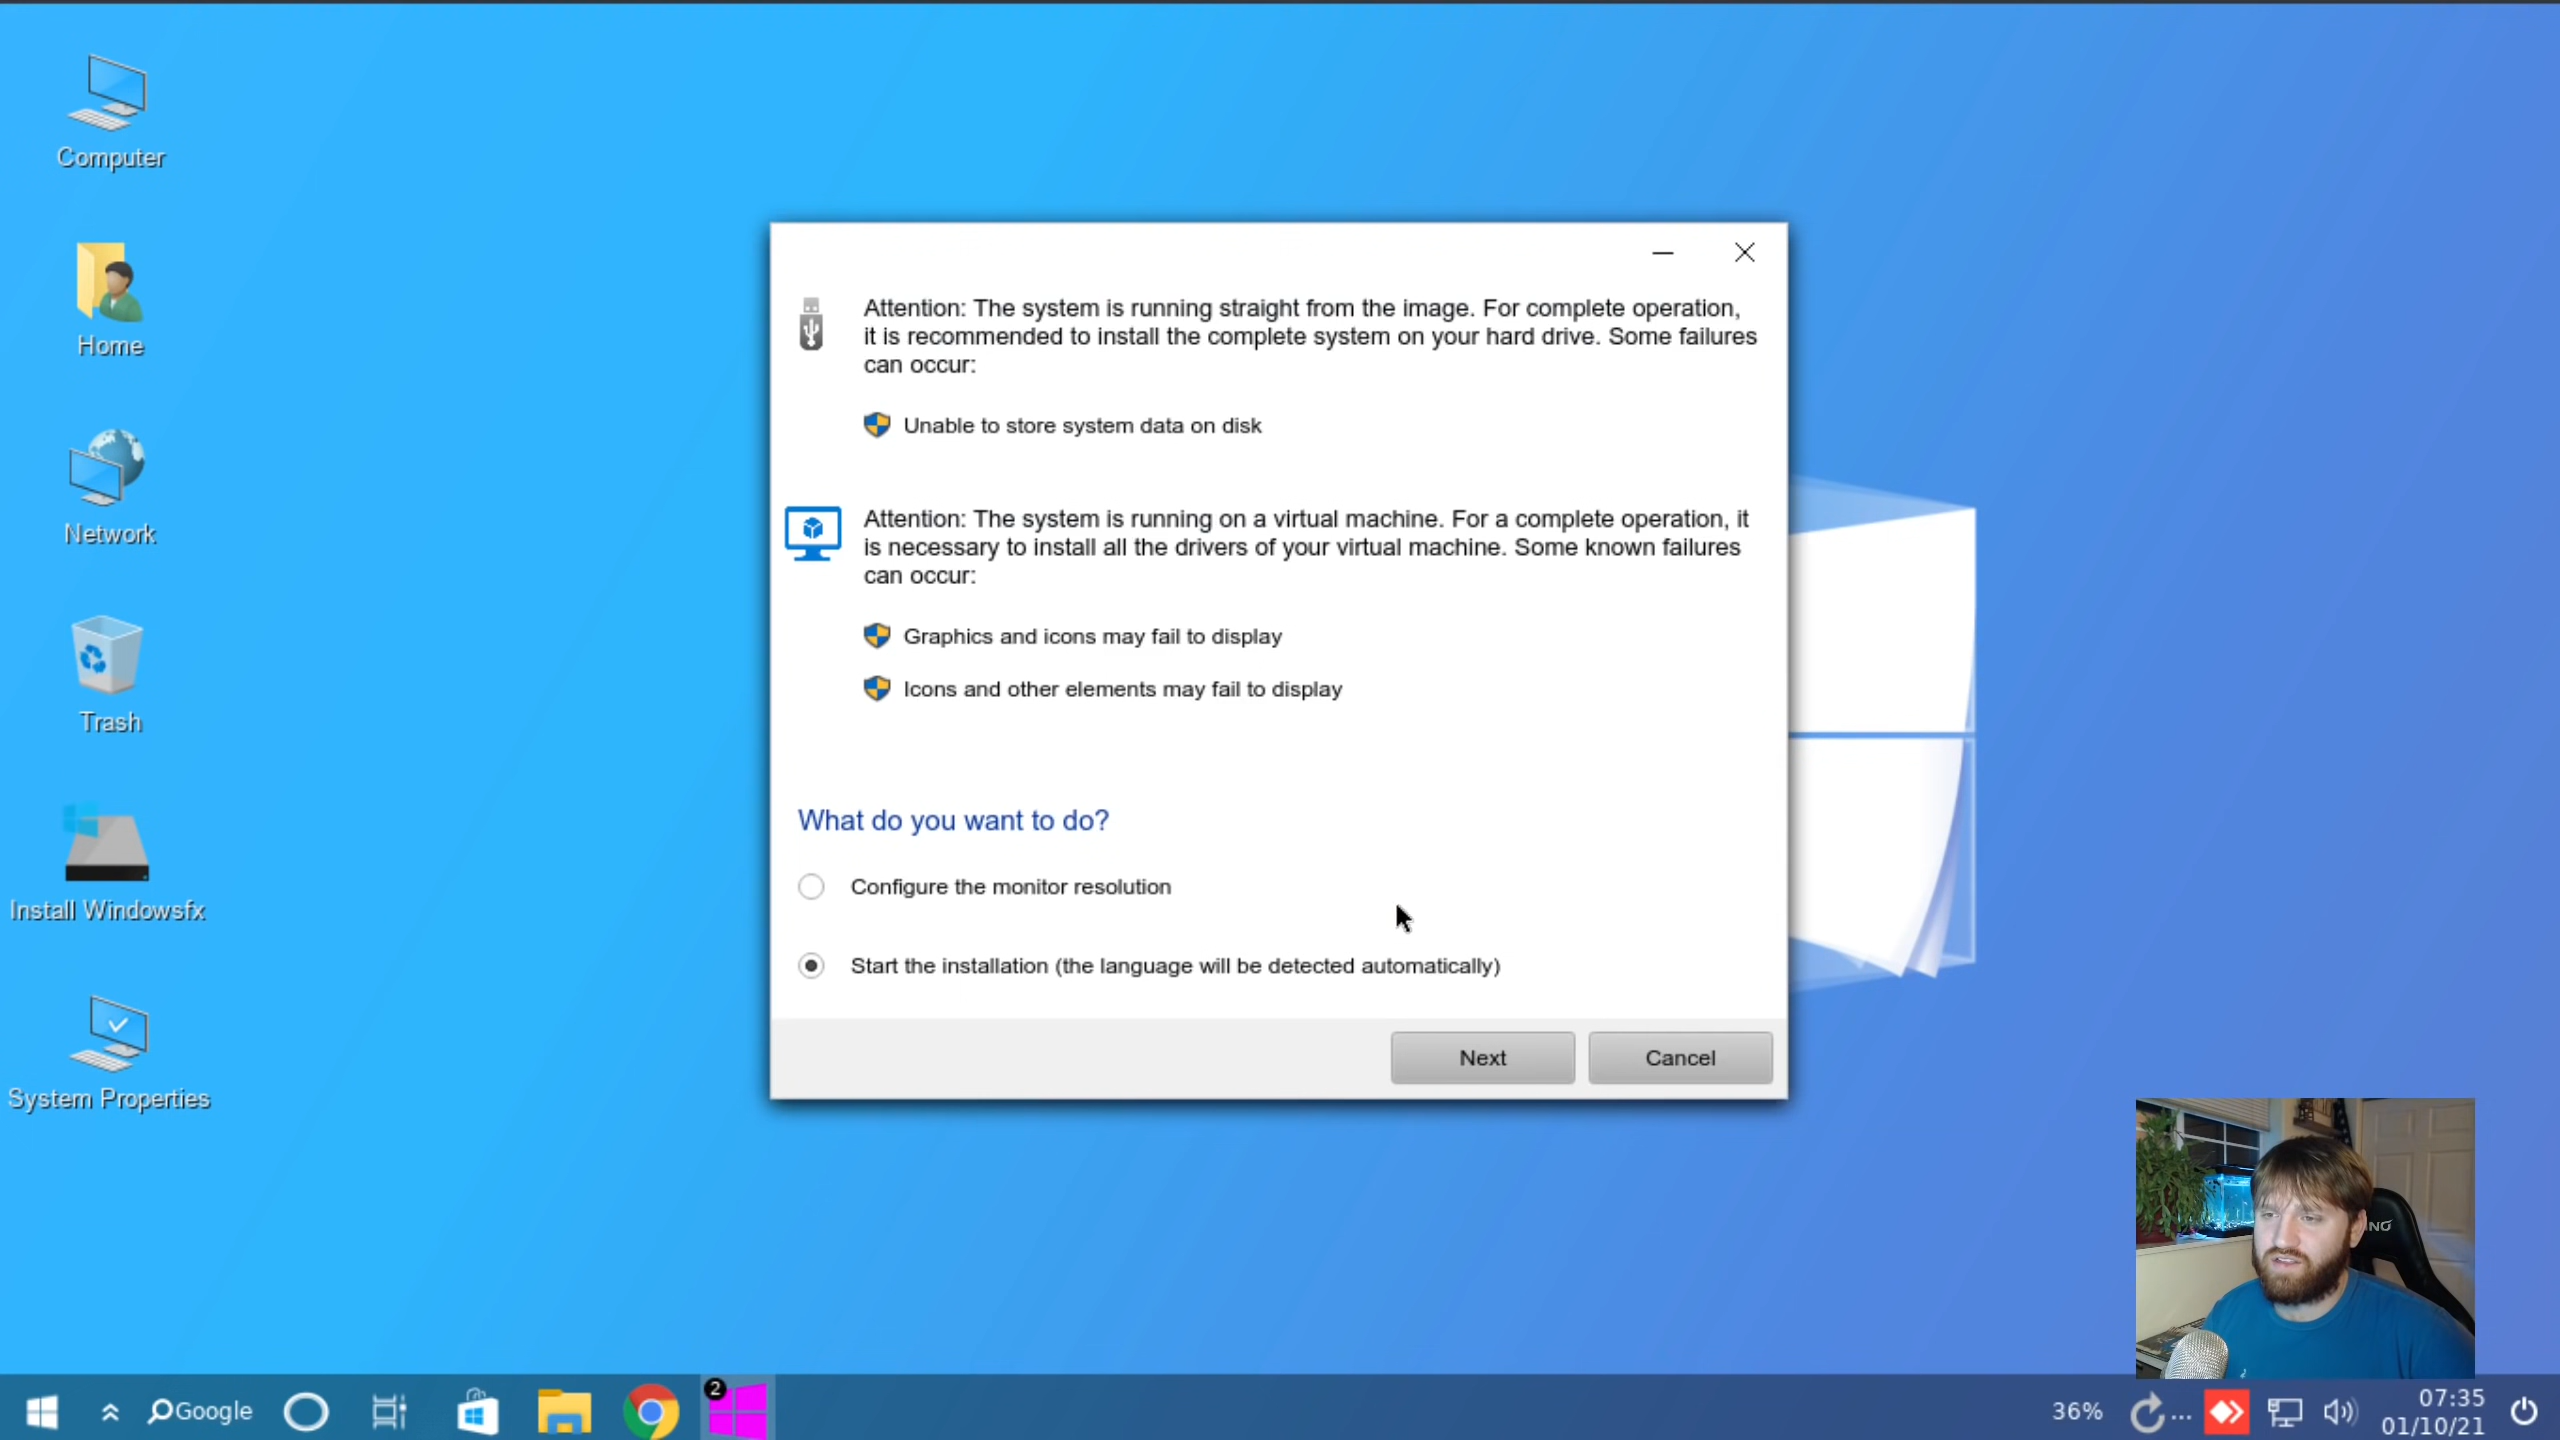 Computer
Home
Network
Trash
Install Windowsfx
System Properties
Attention: The system is running straight from the image. For complete operation,
it is recommended to install the complete system on your hard drive. Some failures
can occur:
Unable to store system data on disk
Attention: The system is running on a virtual machine. For a complete operation, it
is necessary to install all the drivers of your virtual machine. Some known failures
can occur:
Graphics and icons may fail to display
Icons and other elements may fail to display
What do you want to do?
Configure the monitor resolution
Start the installation (the language will be detected automatically)
Next
Cancel
NO
Google
2
36%
...
07:35
01/10/21